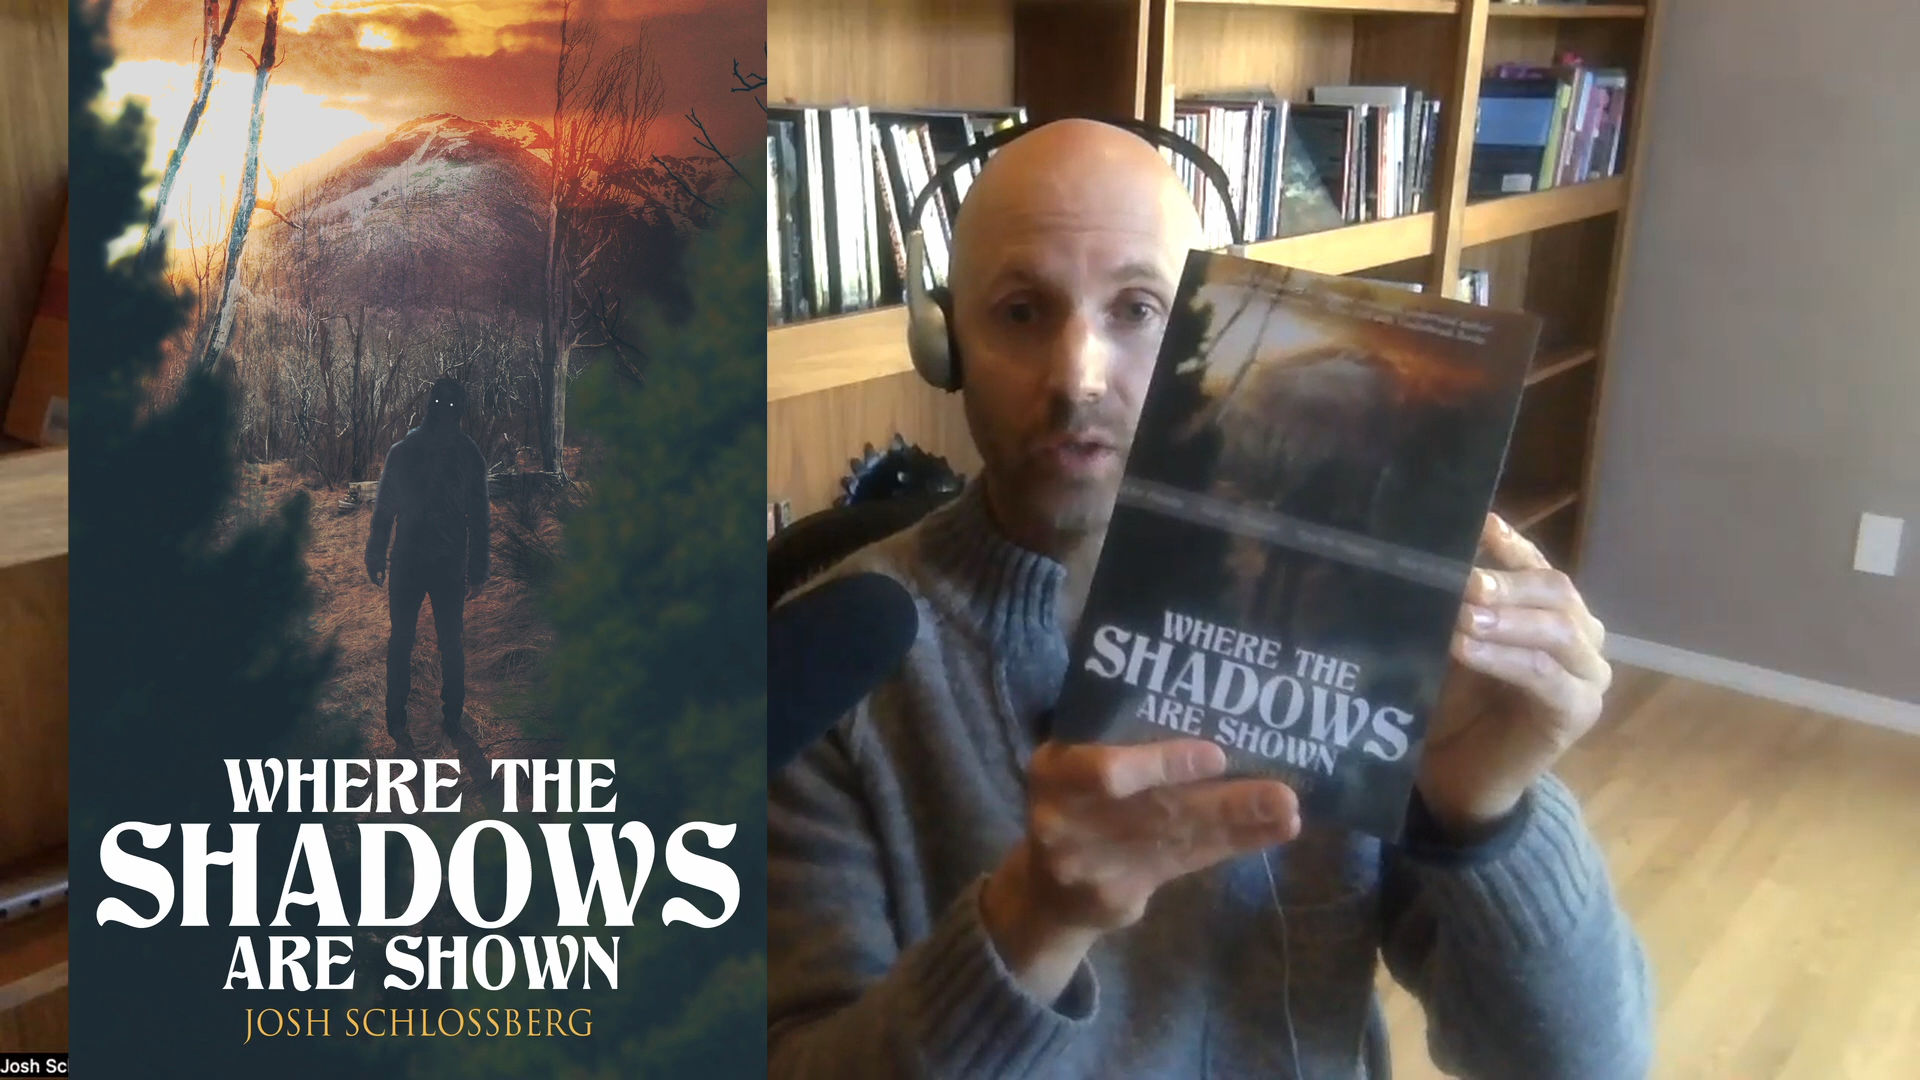 WHERE THE
SHADOWS
ARE SHOWN
JOSH SCHLOSSBERG
Josh Sc
WHERE THE
SHADOWS
ARE SHOWN